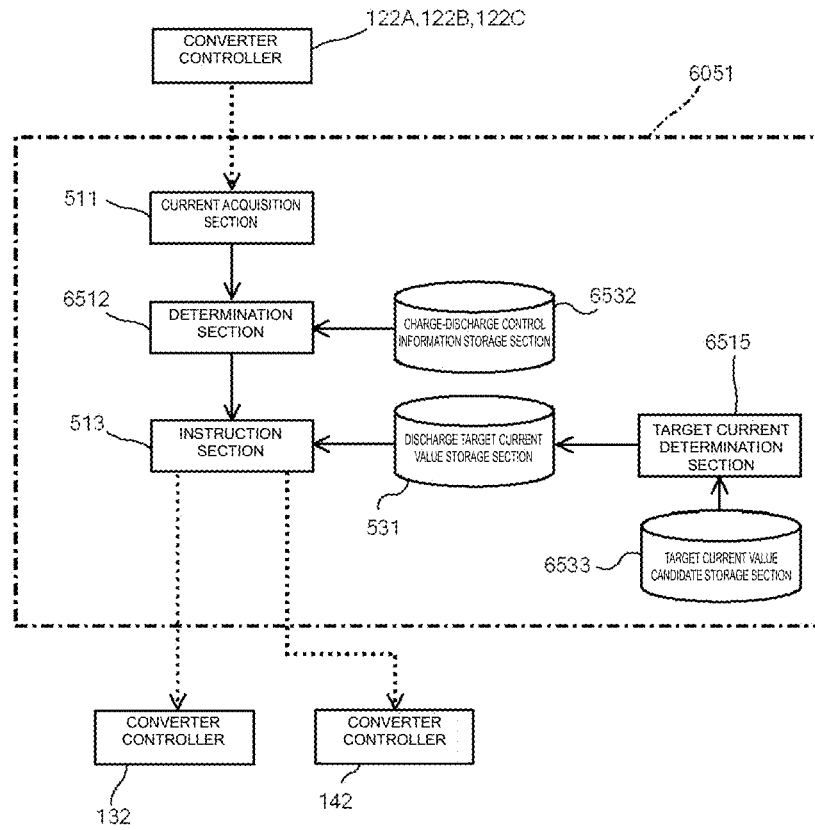 122A,122B,122C
CONVERTER
CONTROLLER
6051
511
CURRENT ACQUISITION
SECTION
6512
DETERMINATION
SECTION
CHARGE-DISCHARGE CONTROL
INFORMATION STORAGE SECTION
6532
6515
513
INSTRUCTION
SECTION
DISCHARGE TARGET CURRENT
VALUE STORAGE SECTION
TARGET CURRENT
DETERMINATION
SECTION
531
6533
TARGET CURRENT VALUE
CANDIDATE STORAGE SECTION
CONVERTER
CONTROLLER
CONVERTER
CONTROLLER
132
142